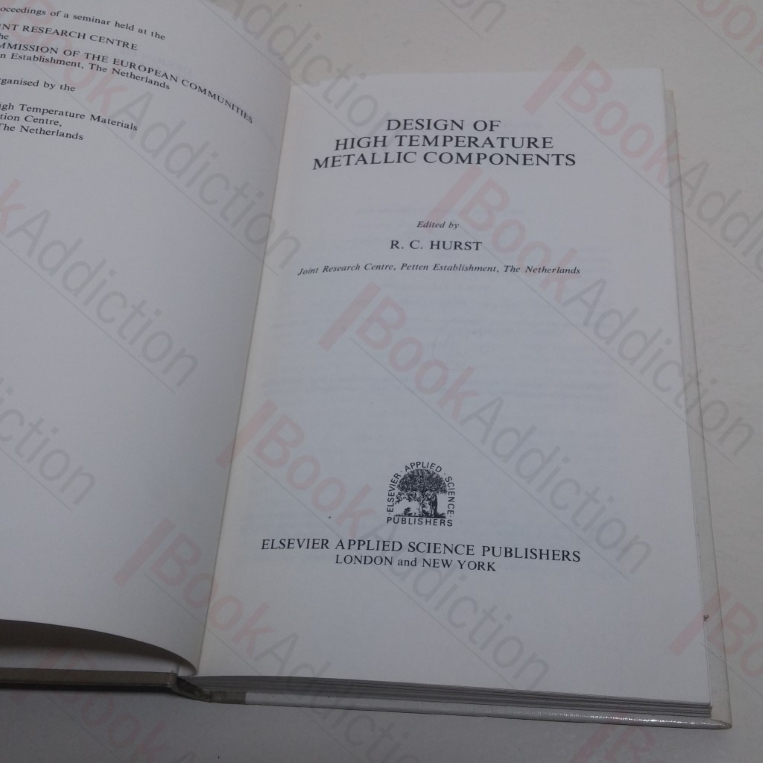 oceedings of a seminar held at the
NT RESEARCH CENTRE
he
MMISSION OF THE EUROPEAN COMMUNITIES
n Establishment, The Netherlands
ganised by the
gh Temperature Materials
tion Centre,
The Netherlands
DESIGN OF
HIGH TEMPERATURE
METALLIC COMPONENTS
Edited by
R. C. HURST
Joint Research Centre, Petten Establishment, The Netherlands
ELSEVIER · APPLIED · SCIENCE
PUBLISHERS
ELSEVIER APPLIED SCIENCE PUBLISHERS
LONDON and NEW YORK
BookAddiction